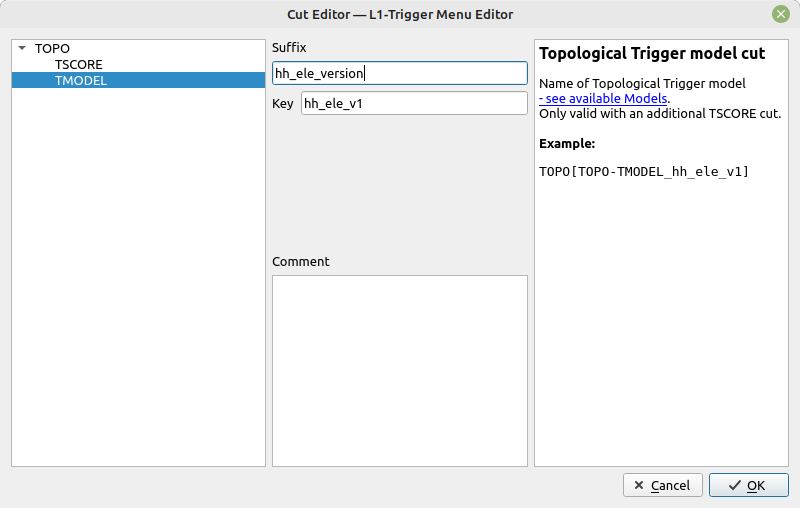 Cut Editor — L1-Trigger Menu Editor
TOPO
TSCORE
TMODEL
Suffix
hh_ele_version
Key hh_ele_v1
Comment
Topological Trigger model cut
Name of Topological Trigger model
- see available Models.
Only valid with an additional TSCORE cut.
Example:
TOPO[TOPO-TMODEL_hh_ele_v1]
Cancel
OK